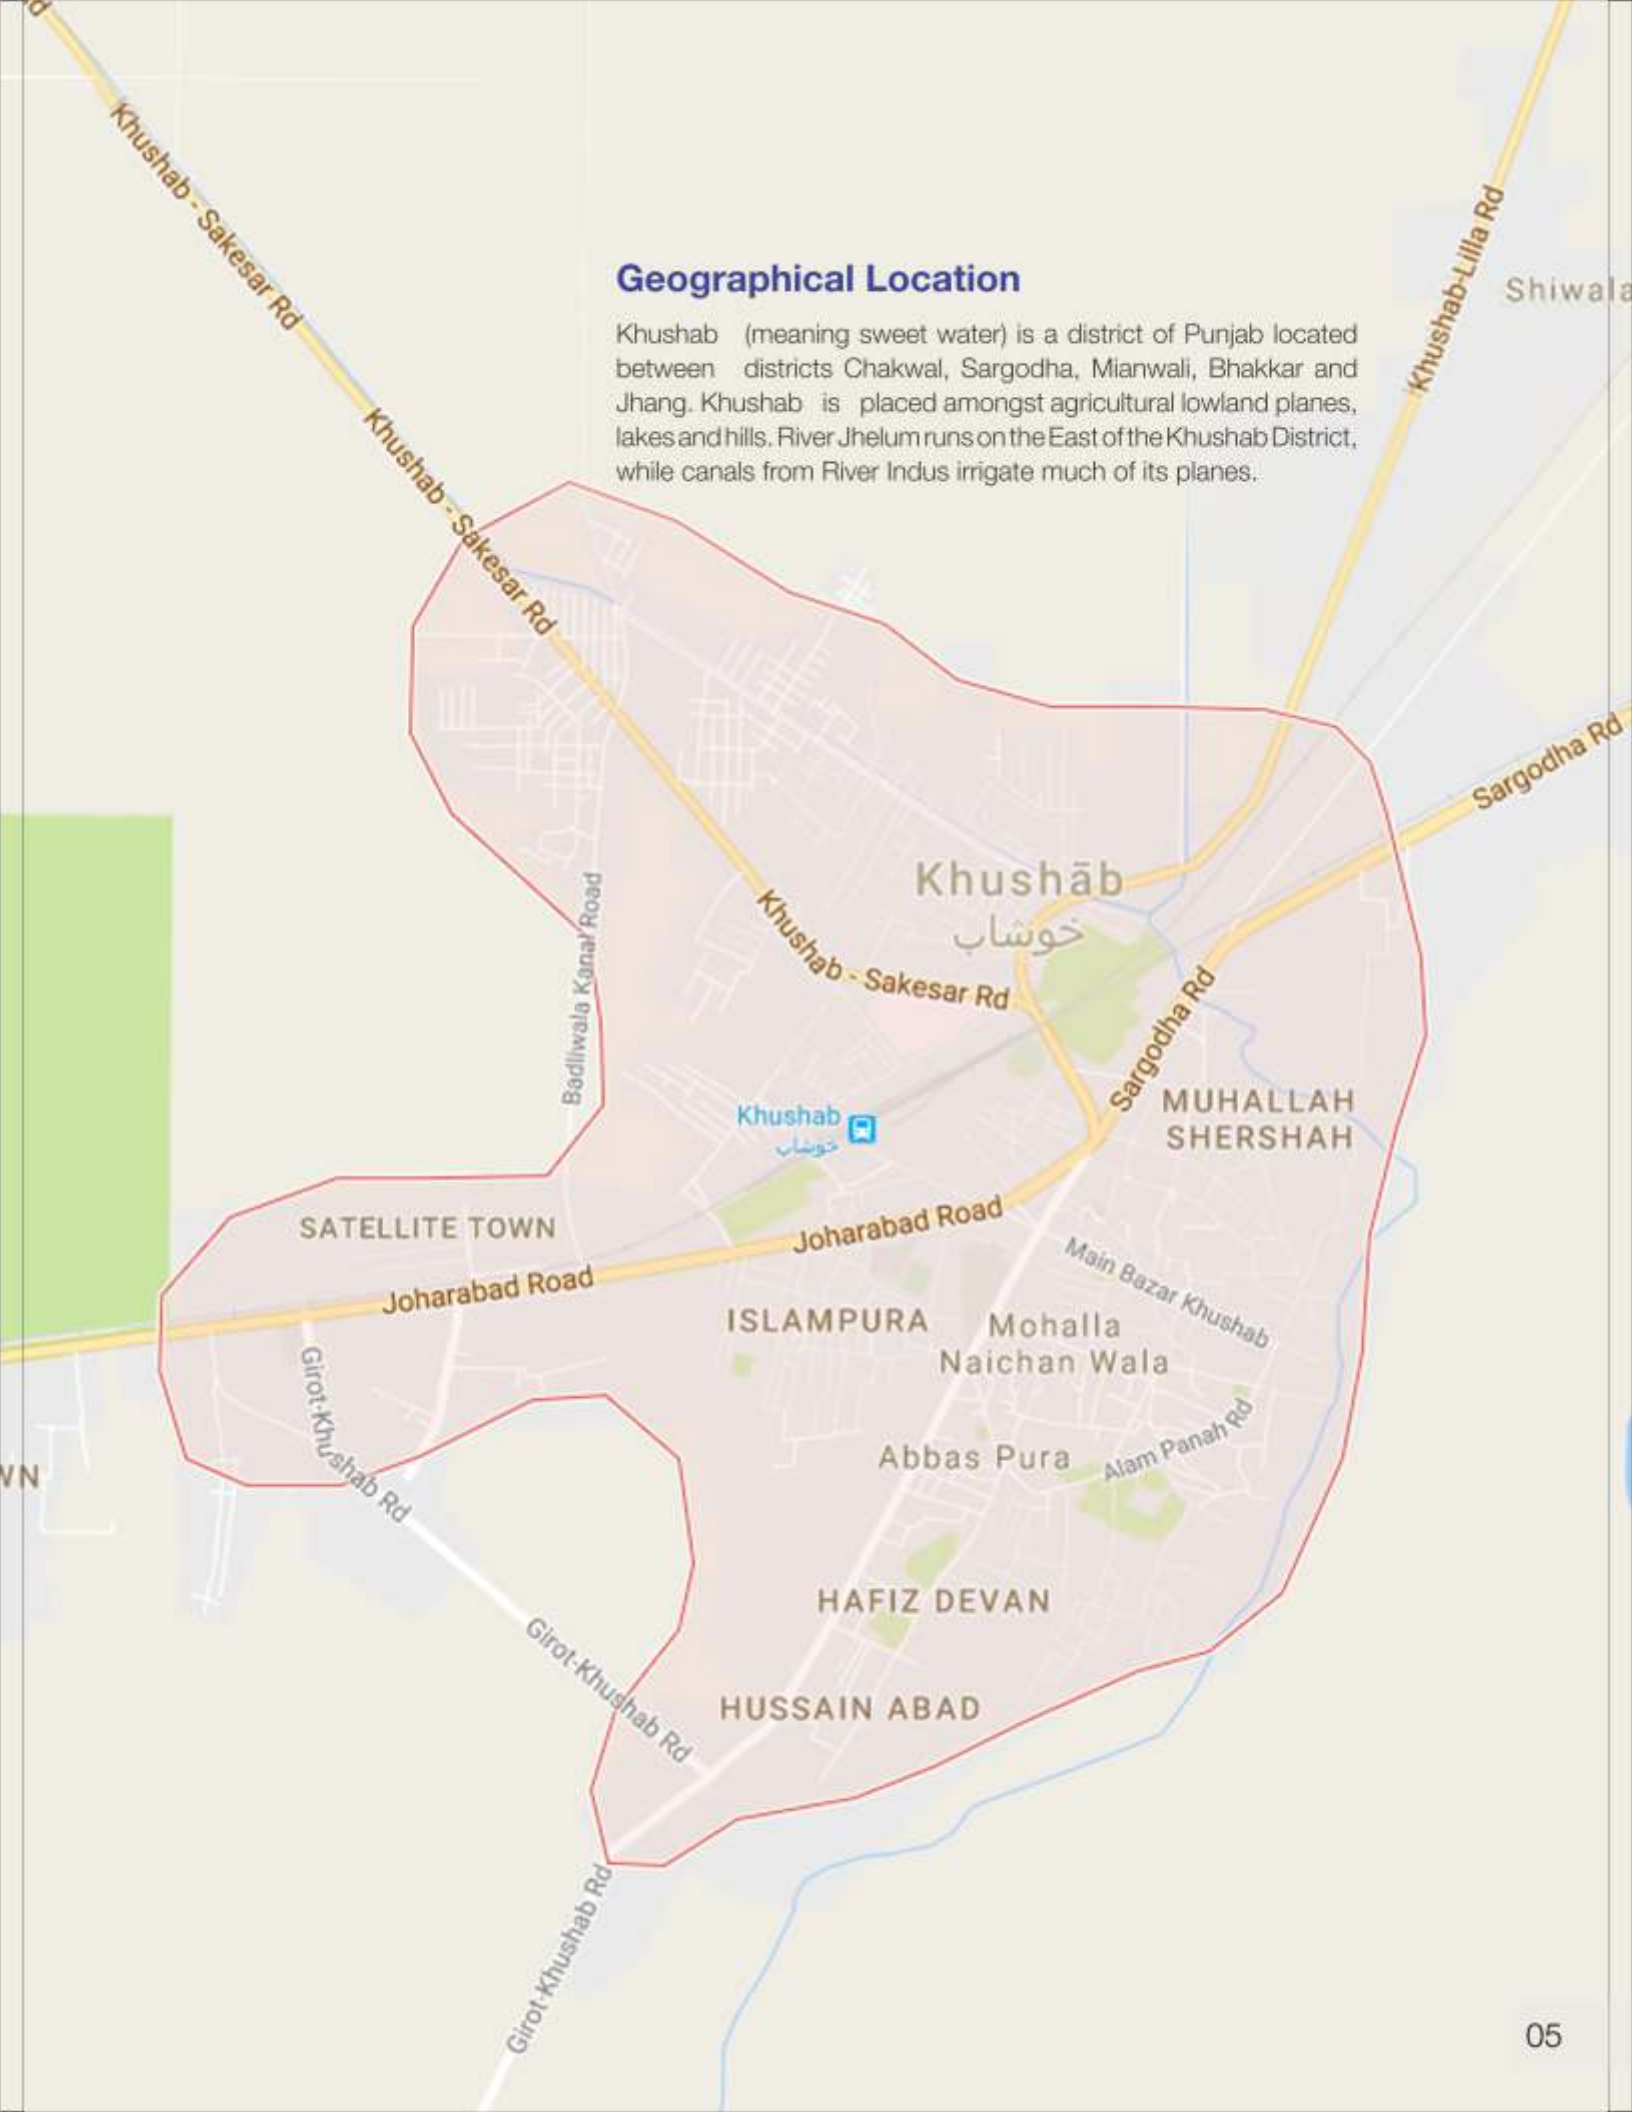 Khushab - Sakesar Rd
Khushab-Lilla Rd
Geographical Location
Shiwala
Khushab (meaning sweet water) is a district of Punjab located
between districts Chakwal, Sargodha, Mianwali, Bhakkar and
Jhang. Khushab is placed amongst agricultural lowland planes,
lakes and hills. River Jhelum runs on the East of the Khushab District,
while canals from River Indus irrigate much of its planes.
Khushab - Sakesar Rd
Sargodha Rd
Khushāb
خوشاب
Khushab - Sakesar Rd
Badliwala Kanal Road
Sargodha Rd
MUHALLAH
SHERSHAH
Khushab
خوشاب
SATELLITE TOWN
Joharabad Road
Joharabad Road
Main Bazar Khushab
ISLAMPURA
Mohalla
Naichan Wala
Girot-Khushab Rd
Abbas Pura
Alam Panah Rd
WN
HAFIZ DEVAN
Girot-Khushab Rd
HUSSAIN ABAD
Girot-Khushab Rd
05